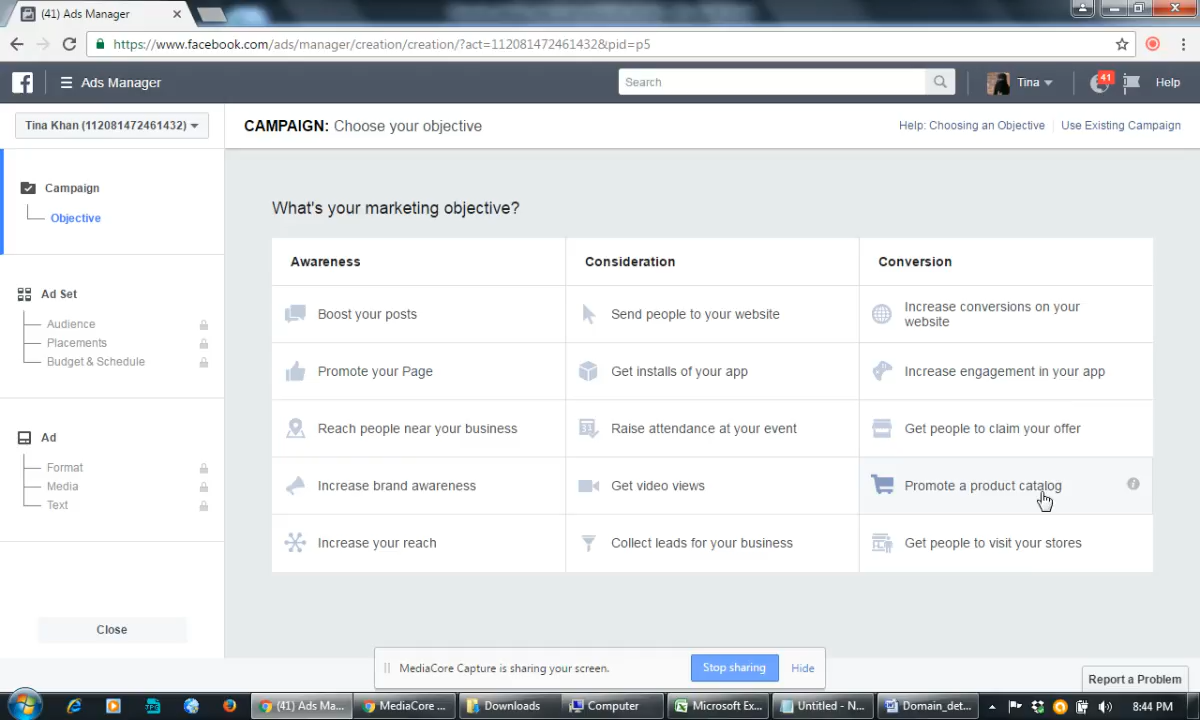 (41) Ads Manager
https://www.facebook.com/ads/manager/creation/creation/?act=112081472461432&pid=p5
Ads Manager
Search
Tina
41
Help
Tina Khan (112081472461432)
CAMPAIGN: Choose your objective
Help: Choosing an Objective
Use Existing Campaign
Campaign
Objective
Ad Set
Audience
Placements
Budget & Schedule
Ad
Format
Media
Text
Close
What's your marketing objective?
Awareness
Consideration
Conversion
Boost your posts
Send people to your website
Increase conversions on your
website
Promote your Page
Get installs of your app
Increase engagement in your app
Reach people near your business
31
Raise attendance at your event
Get people to claim your offer
Increase brand awareness
Get video views
Promote a product catalog
Increase your reach
Collect leads for your business
Get people to visit your stores
MediaCore Capture is sharing your screen.
Stop sharing
Hide
Report a Problem
(41) Ads Ma...
MediaCore ...
Downloads
Computer
Microsoft Ex...
Untitled - N...
Domain_det...
8:44 PM